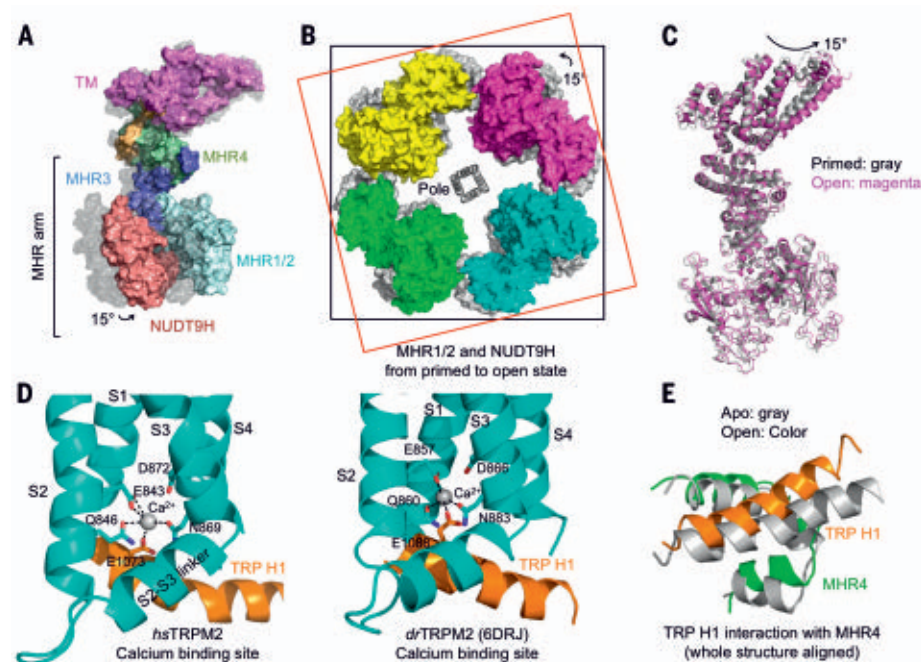 A
TM
MHR4
MHR3
MHR arm
MHR1/2
15°
NUDT9H
B
15°
Pole
MHR1/2 and NUDT9H
from primed to open state
C
15°
Primed: gray
Open: magenta
D
S1
S3
S4
S2
D872
E843
Ca2+
Q846
N869
E1073
S2-S3 linker
TRP H1
hsTRPM2
Calcium binding site
S1
S3
S4
S2
E857
D866
Ca2+
Q860
N883
TRP H1
drTRPM2 (6DRJ)
Calcium binding site
E
Apo: gray
Open: Color
TRP H1
MHR4
TRP H1 interaction with MHR4
(whole structure aligned)